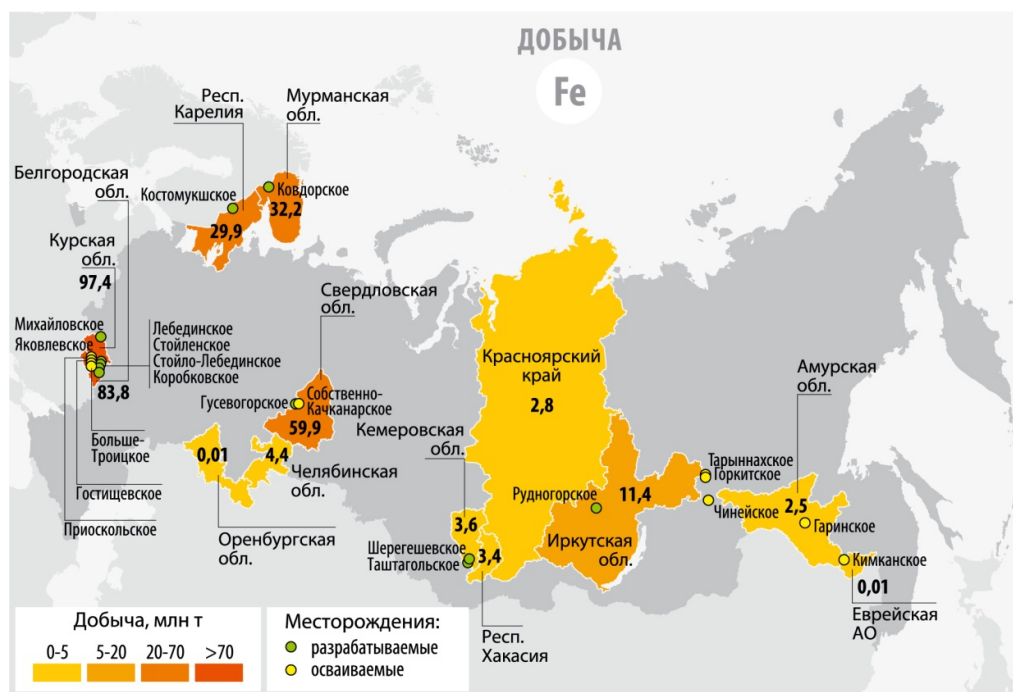 ДОБЫЧА
Fe
Респ.
Карелия
Мурманская
обл.
Белгородская
обл.
Костомукшское
Ковдорское
29,9
32,2
Курская
обл.
97,4
Свердловская
обл.
Михайловское
Яковлевское
Лебединское
Стойленское
Стойло-Лебединское
Коробковское
83,8
Красноярский
край
2,8
Амурская
обл.
Гусевогорское
Собственно-
Качканарское
59,9
Кемеровская
обл.
Больше-
Троицкое
0,01
4,4
Челябинская
обл.
Гостищевское
Приоскольское
Оренбургская
обл.
Тарыннахское
Горкитское
Рудногорское
11,4
Чинейское
2,5
Гаринское
3,6
Шерегешевское
Таштагольское
3,4
Иркутская
обл.
Кимканское
0,01
Еврейская
АО
Респ.
Хакасия
Добыча, млн т
0-5 5-20 20-70 >70
Месторождения:
разрабатываемые
осваиваемые